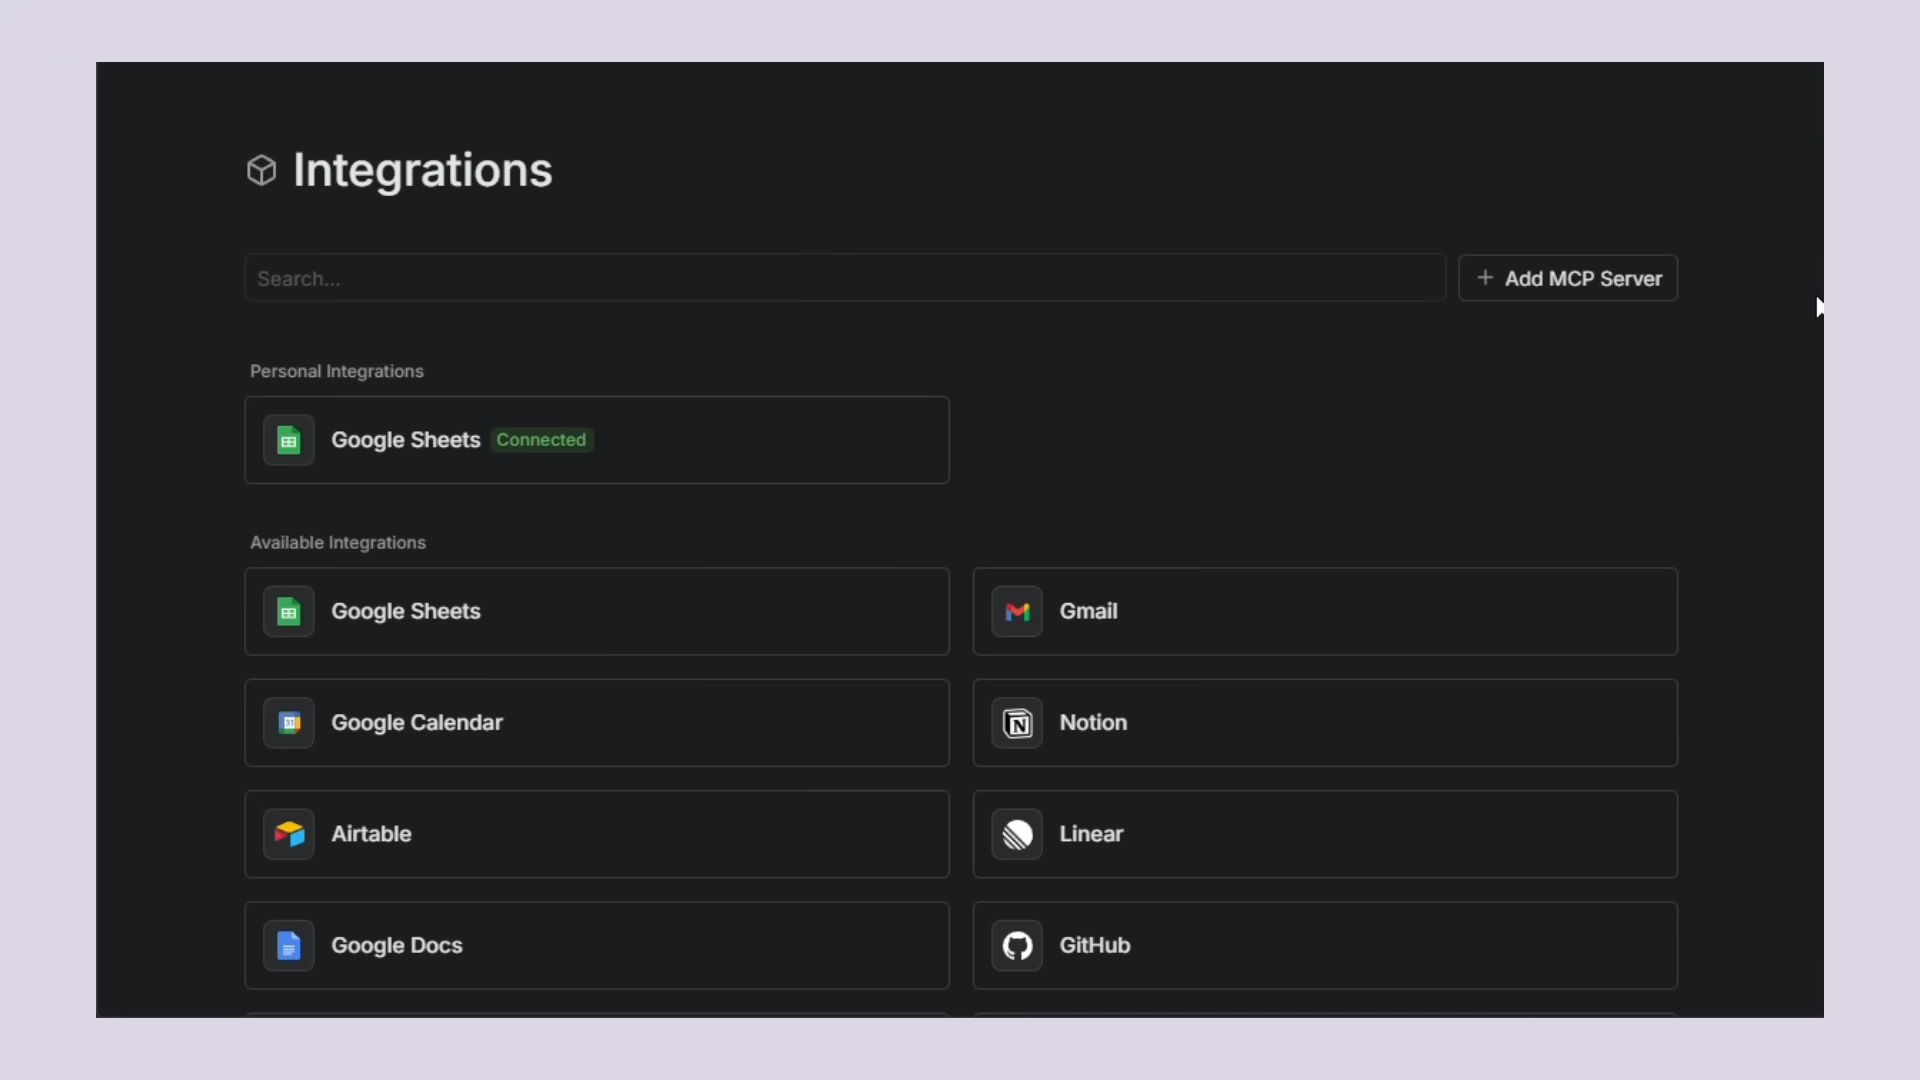 Integrations
Search...
+ Add MCP Server
Personal Integrations
Google Sheets Connected
Available Integrations
Google Sheets
Gmail
Google Calendar
Notion
Airtable
Linear
Google Docs
GitHub